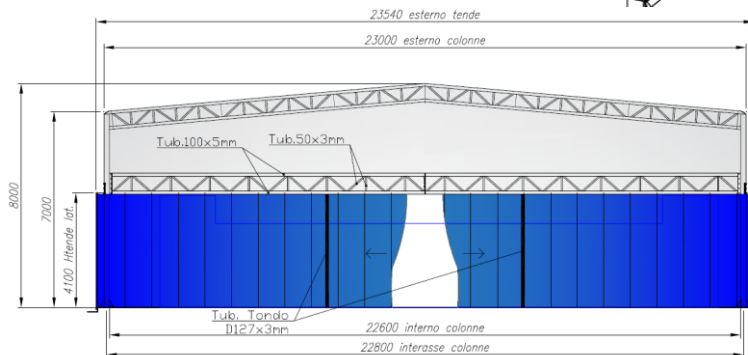 23540 esterno tende
23000 esterno colonne
Tub.100x5mm
Tub.50x3mm
8000
7000
4100 Htende lat.
Tub. Tondo
D127x3mm
22600 interno colonne
22800 interasse colonne